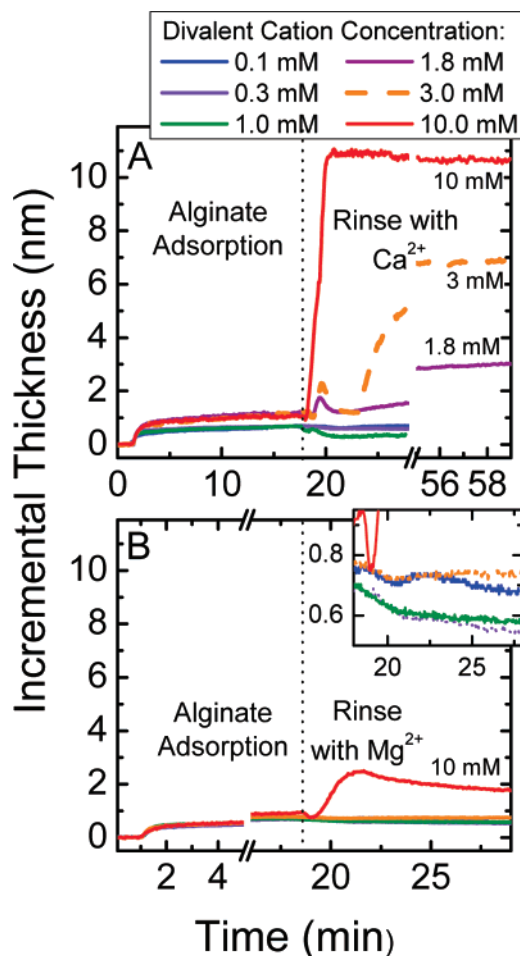 Divalent Cation Concentration:
0.1 mM 1.8 mM
0.3 mM 3.0 mM
1.0 mM 10.0 mM
A
Alginate
Adsorption
Rinse with
Ca²⁺
10 mM
3 mM
1.8 mM
10
8
6
4
2
0
0 10 20 56 58
Incremental Thickness (nm)
B
Alginate
Adsorption
Rinse
with Mg²⁺
10 mM
0.8
0.6
20 25
10
8
6
4
2
0
2 4 20 25
Time (min)